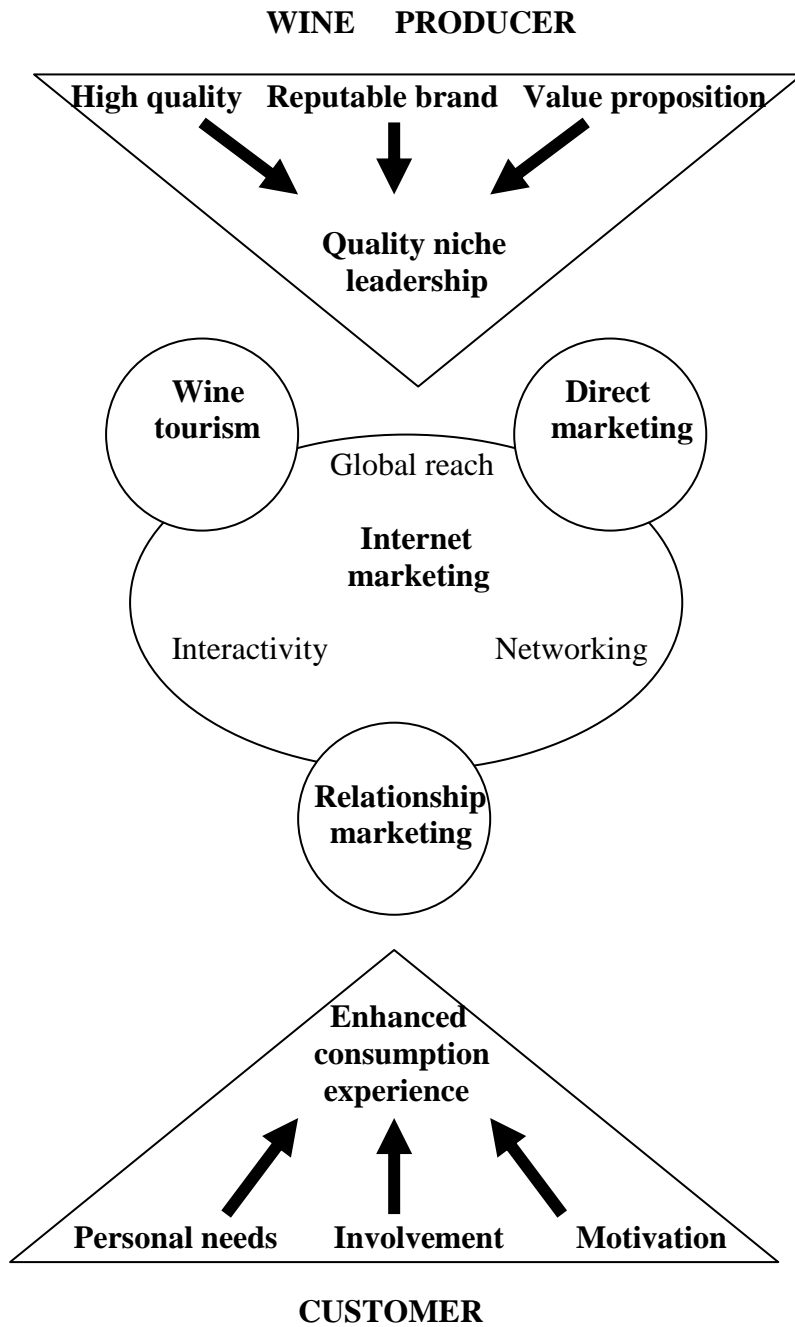 WINE PRODUCER
High quality Reputable brand Value proposition
Quality niche
leadership
Wine
tourism
Direct
marketing
Global reach
Internet
marketing
Interactivity Networking
Relationship
marketing
Enhanced
consumption
experience
Personal needs Involvement Motivation
CUSTOMER